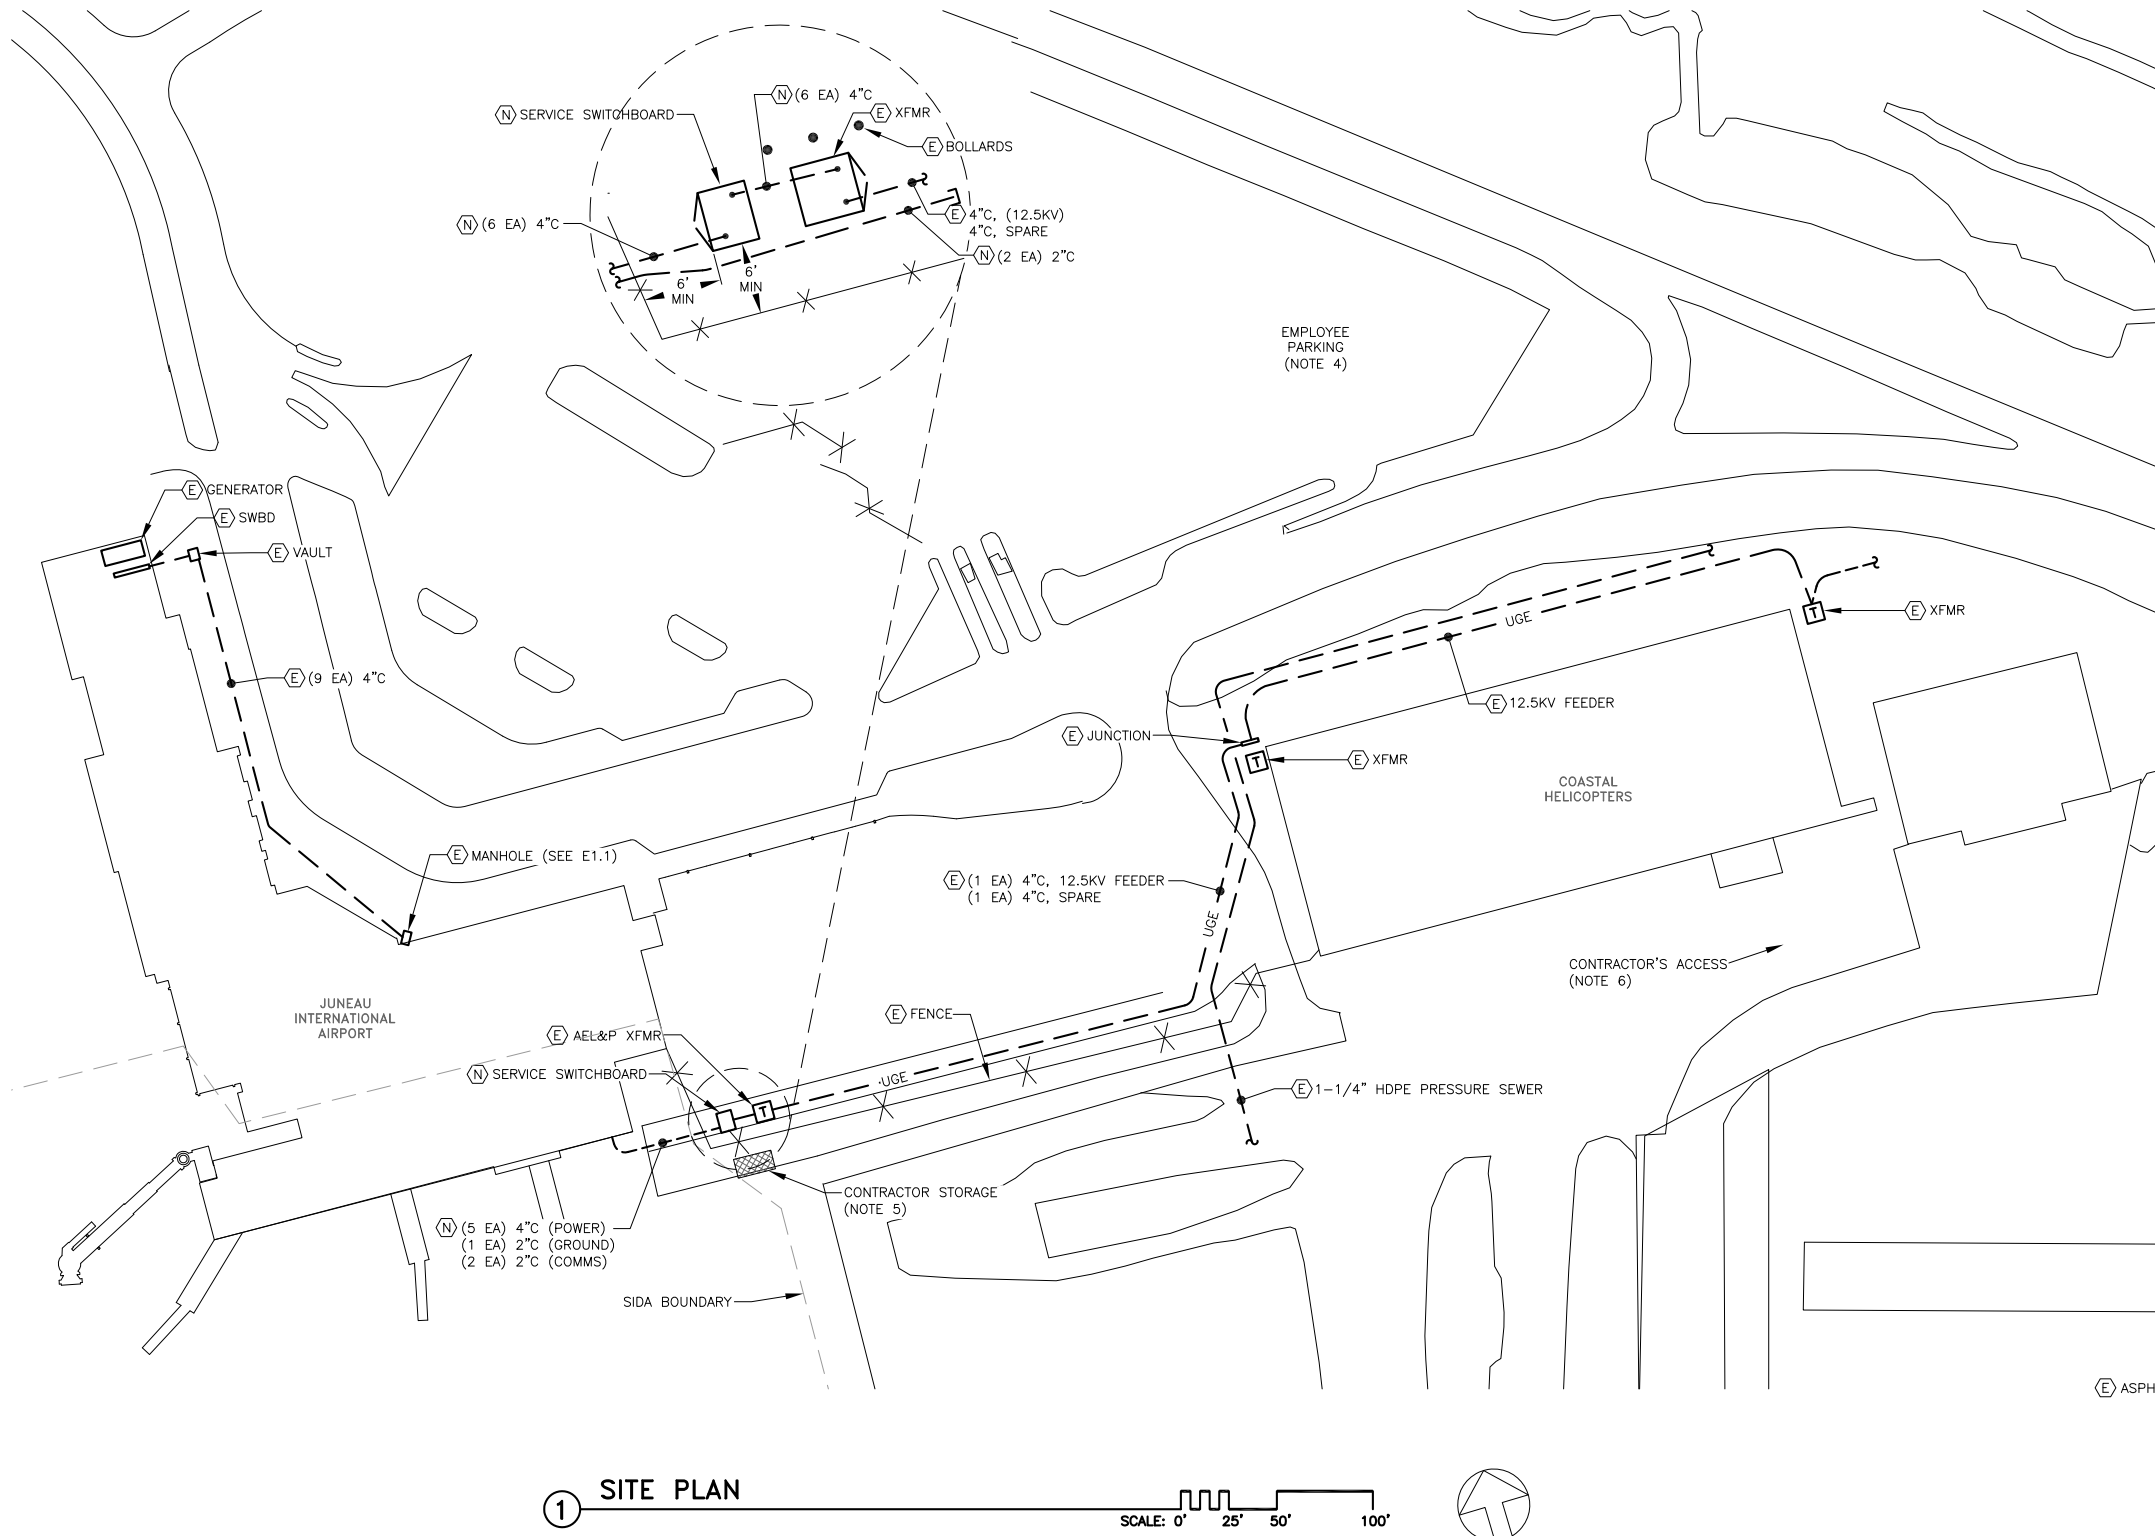 N (6 EA) 4"C
N SERVICE SWITCHBOARD
E XFMR
E BOLLARDS
N (6 EA) 4"C
E 4"C, (12.5KV)
4"C, SPARE
N (2 EA) 2"C
6'
MIN
6'
MIN
EMPLOYEE
PARKING
(NOTE 4)
E GENERATOR
E SWBD
E VAULT
E (9 EA) 4"C
E MANHOLE (SEE E1.1)
UGE
T
E XFMR
E 12.5KV FEEDER
E JUNCTION
T
E XFMR
COASTAL
HELICOPTERS
E (1 EA) 4"C, 12.5KV FEEDER
(1 EA) 4"C, SPARE
UGE
CONTRACTOR'S ACCESS
(NOTE 6)
JUNEAU
INTERNATIONAL
AIRPORT
E FENCE
E AEL&P XFMR
N SERVICE SWITCHBOARD
UGE
T
E 1-1/4" HDPE PRESSURE SEWER
CONTRACTOR STORAGE
(NOTE 5)
N (5 EA) 4"C (POWER)
(1 EA) 2"C (GROUND)
(2 EA) 2"C (COMMS)
SIDA BOUNDARY
E ASPH
1 SITE PLAN
SCALE: 0' 25' 50' 100'